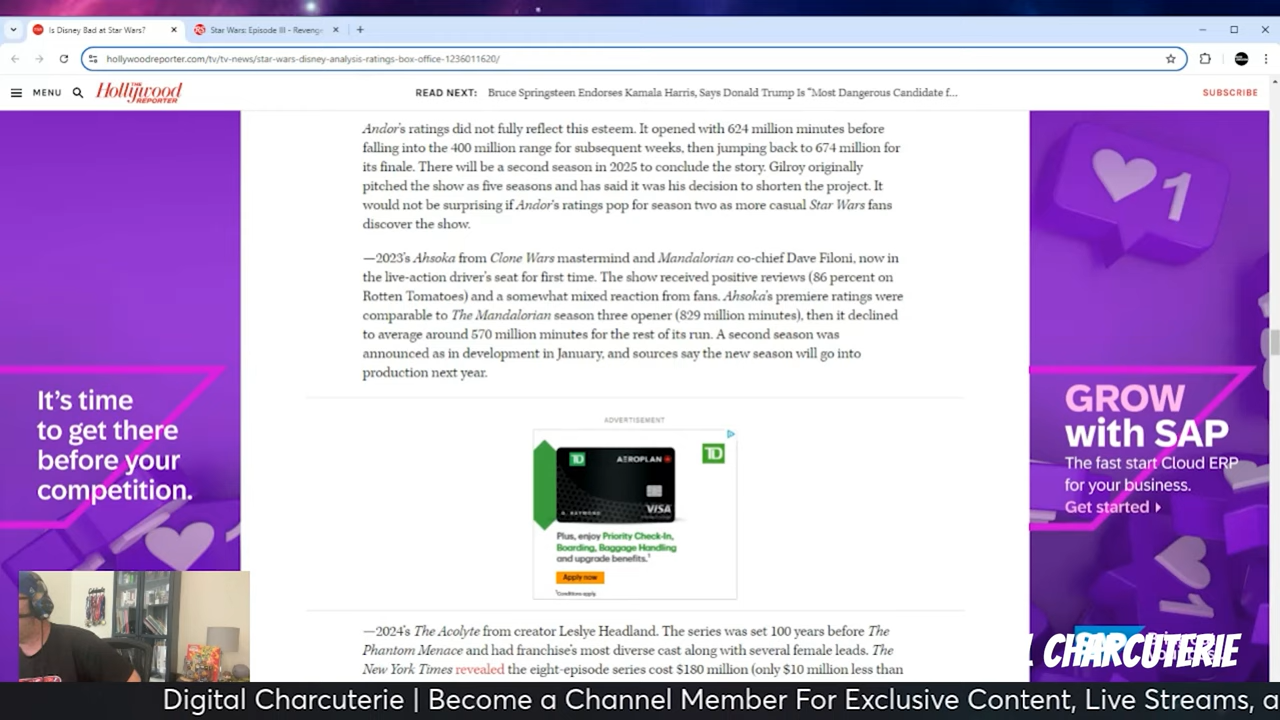 Is Disney Bad at Star Wars?
Star Wars: Episode III - Reveng
hollywoodreporter.com/tv/tv-news/star-wars-disney-analysis-ratings-box-office-1236011620/
MENU
THE
Hollywood
REPORTER
READ NEXT: Bruce Springsteen Endorses Kamala Harris, Says Donald Trump Is "Most Dangerous Candidate f...
SUBSCRIBE
Andor's ratings did not fully reflect this esteem. It opened with 624 million minutes before
falling into the 400 million range for subsequent weeks, then jumping back to 674 million for
its finale. There will be a second season in 2025 to conclude the story. Gilroy originally
pitched the show as five seasons and has said it was his decision to shorten the project. It
would not be surprising if Andor's ratings pop for season two as more casual Star Wars fans
discover the show.
—2023's Ahsoka from Clone Wars mastermind and Mandalorian co-chief Dave Filoni, now in
the live-action driver's seat for first time. The show received positive reviews (86 percent on
Rotten Tomatoes) and a somewhat mixed reaction from fans. Ahsoka's premiere ratings were
comparable to The Mandalorian season three opener (829 million minutes), then it declined
to average around 570 million minutes for the rest of its run. A second season was
announced as in development in January, and sources say the new season will go into
production next year.
ADVERTISEMENT
TD
AEROPLAN
VISA
TD
Plus, enjoy Priority Check-In,
Boarding, Baggage Handling
and upgrade benefits.¹
Apply now
¹Conditions apply.
—2024's The Acolyte from creator Leslye Headland. The series was set 100 years before The
Phantom Menace and had franchise's most diverse cast along with several female leads. The
New York Times revealed the eight-episode series cost $180 million (only $10 million less than
It's time
to get there
before your
competition.
1
GROW
with SAP
The fast start Cloud ERP
for your business.
Get started
CHARCUTERIE
Digital Charcuterie | Become a Channel Member For Exclusive Content, Live Streams, a